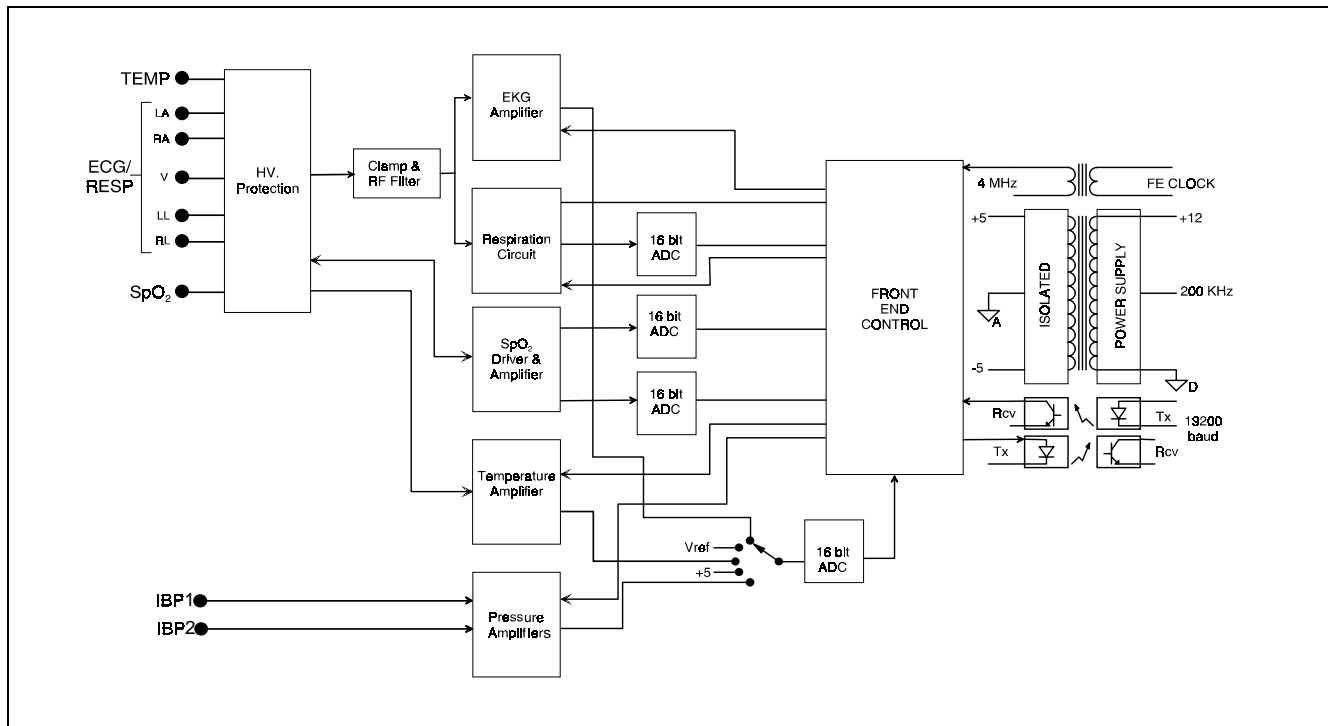 TEMP
LA
RA
ECG/
RESP
V
LL
RL
SpO₂
HV.
Protection
Clamp &
RF Filter
EKG
Amplifier
Respiration
Circuit
16 bit
ADC
SpO₂
Driver &
Amplifier
16 bit
ADC
16 bit
ADC
Temperature
Amplifier
IBP1
IBP2
Pressure
Amplifiers
Vref
+5
16 bit
ADC
FRONT
END
CONTROL
4 MHz
FE CLOCK
+5
+12
ISOLATED
POWER SUPPLY
200 KHz
A
-5
D
Rcv
Tx
19200
baud
Tx
Rcv